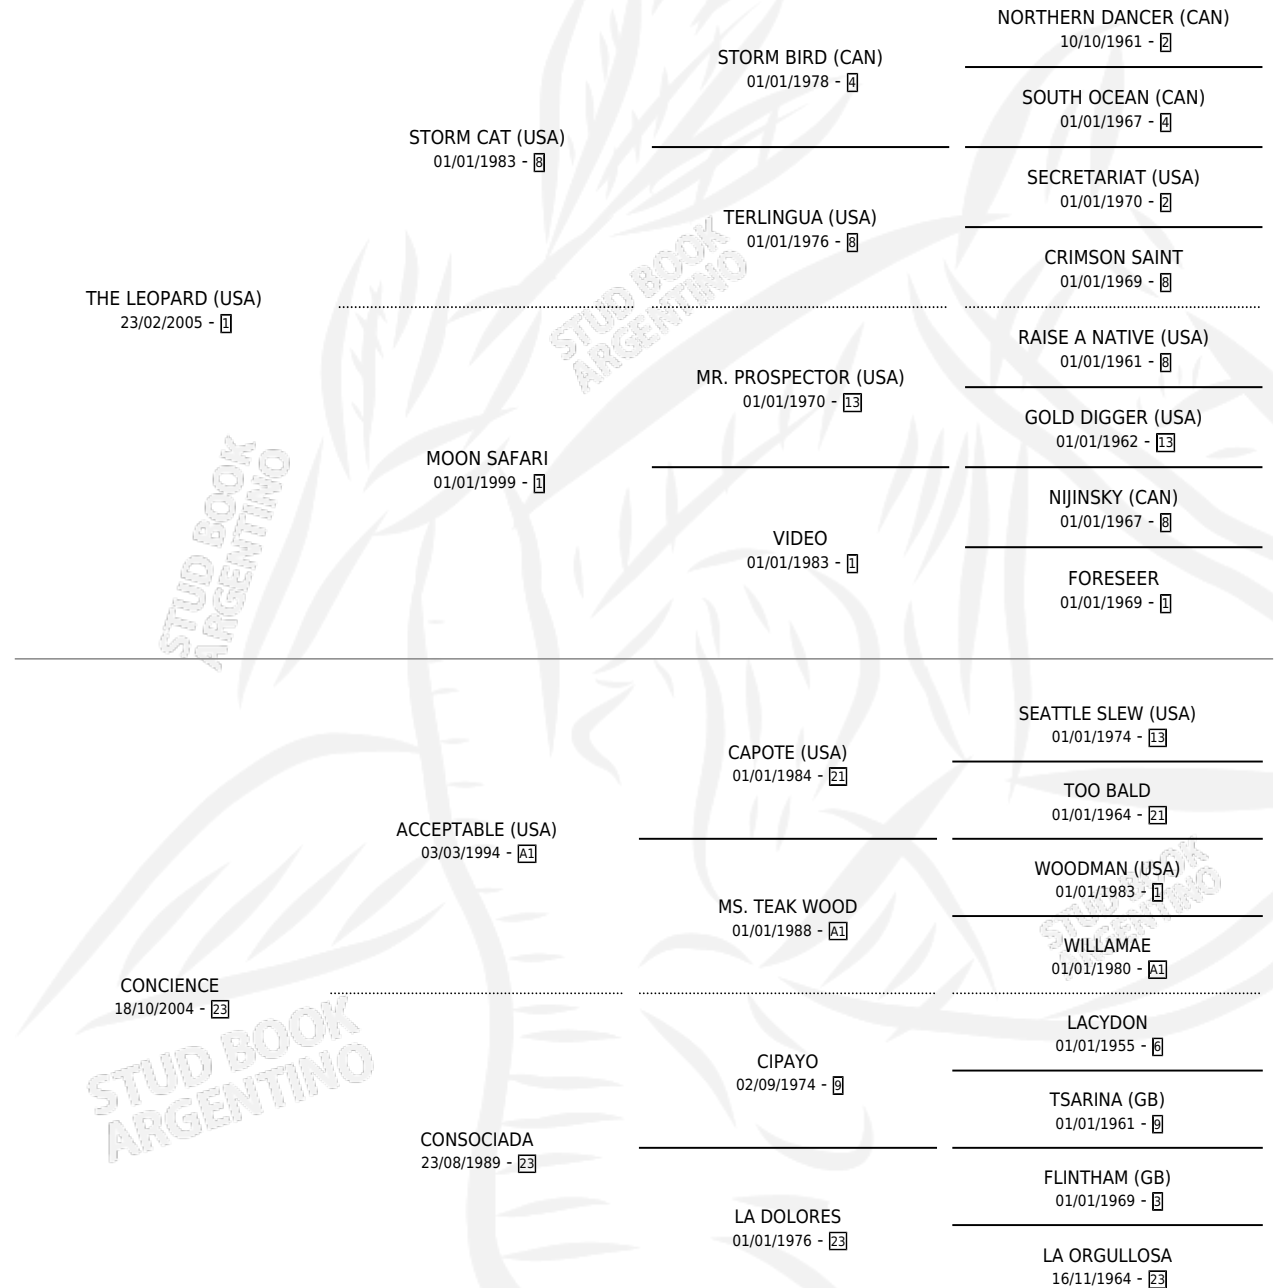 NORTHERN DANCER (CAN)
10/10/1961 - 2
STORM BIRD (CAN)
01/01/1978 - 4
SOUTH OCEAN (CAN)
01/01/1967 - 4
STORM CAT (USA)
01/01/1983 - 8
SECRETARIAT (USA)
01/01/1970 - 2
TERLINGUA (USA)
01/01/1976 - 8
CRIMSON SAINT
01/01/1969 - 8
THE LEOPARD (USA)
23/02/2005 - 1
STUD BOOK
ARGENTINO
RAISE A NATIVE (USA)
01/01/1961 - 8
MR. PROSPECTOR (USA)
01/01/1970 - 13
GOLD DIGGER (USA)
01/01/1962 - 13
MOON SAFARI
01/01/1999 - 1
NIJINSKY (CAN)
01/01/1967 - 8
VIDEO
01/01/1983 - 1
FORESEER
01/01/1969 - 1
STUD BOOK
ARGENTINO
SEATTLE SLEW (USA)
01/01/1974 - 13
CAPOTE (USA)
01/01/1984 - 21
TOO BALD
01/01/1964 - 21
ACCEPTABLE (USA)
03/03/1994 - A1
WOODMAN (USA)
01/01/1983 - 1
STUD BOOK
ARGENTINO
MS. TEAK WOOD
01/01/1988 - A1
WILLAMAE
01/01/1980 - A1
CONCIENCE
18/10/2004 - 23
STUD BOOK
ARGENTINO
LACYDON
01/01/1955 - 6
CIPAYO
02/09/1974 - 9
TSARINA (GB)
01/01/1961 - 9
CONSOCIADA
23/08/1989 - 23
FLINTHAM (GB)
01/01/1969 - 3
LA DOLORES
01/01/1976 - 23
LA ORGULLOSA
16/11/1964 - 23